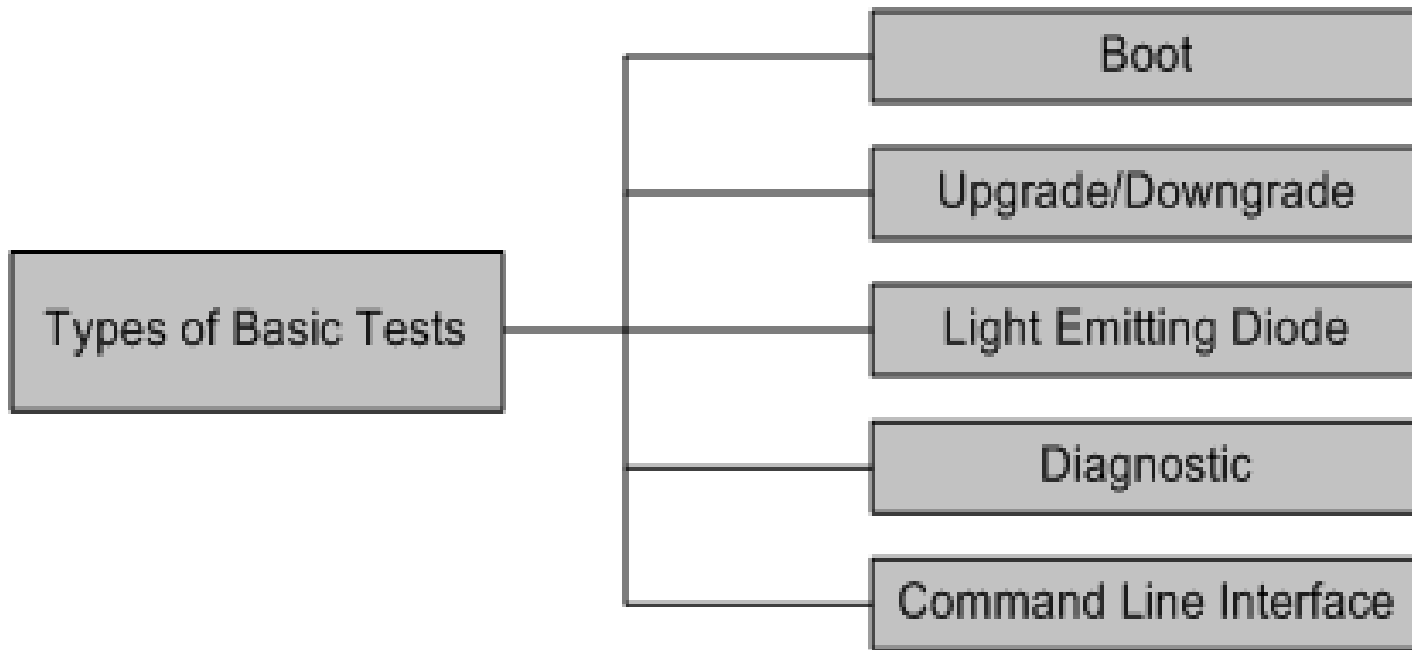 Types of Basic Tests
Boot
Upgrade/Downgrade
Light Emitting Diode
Diagnostic
Command Line Interface